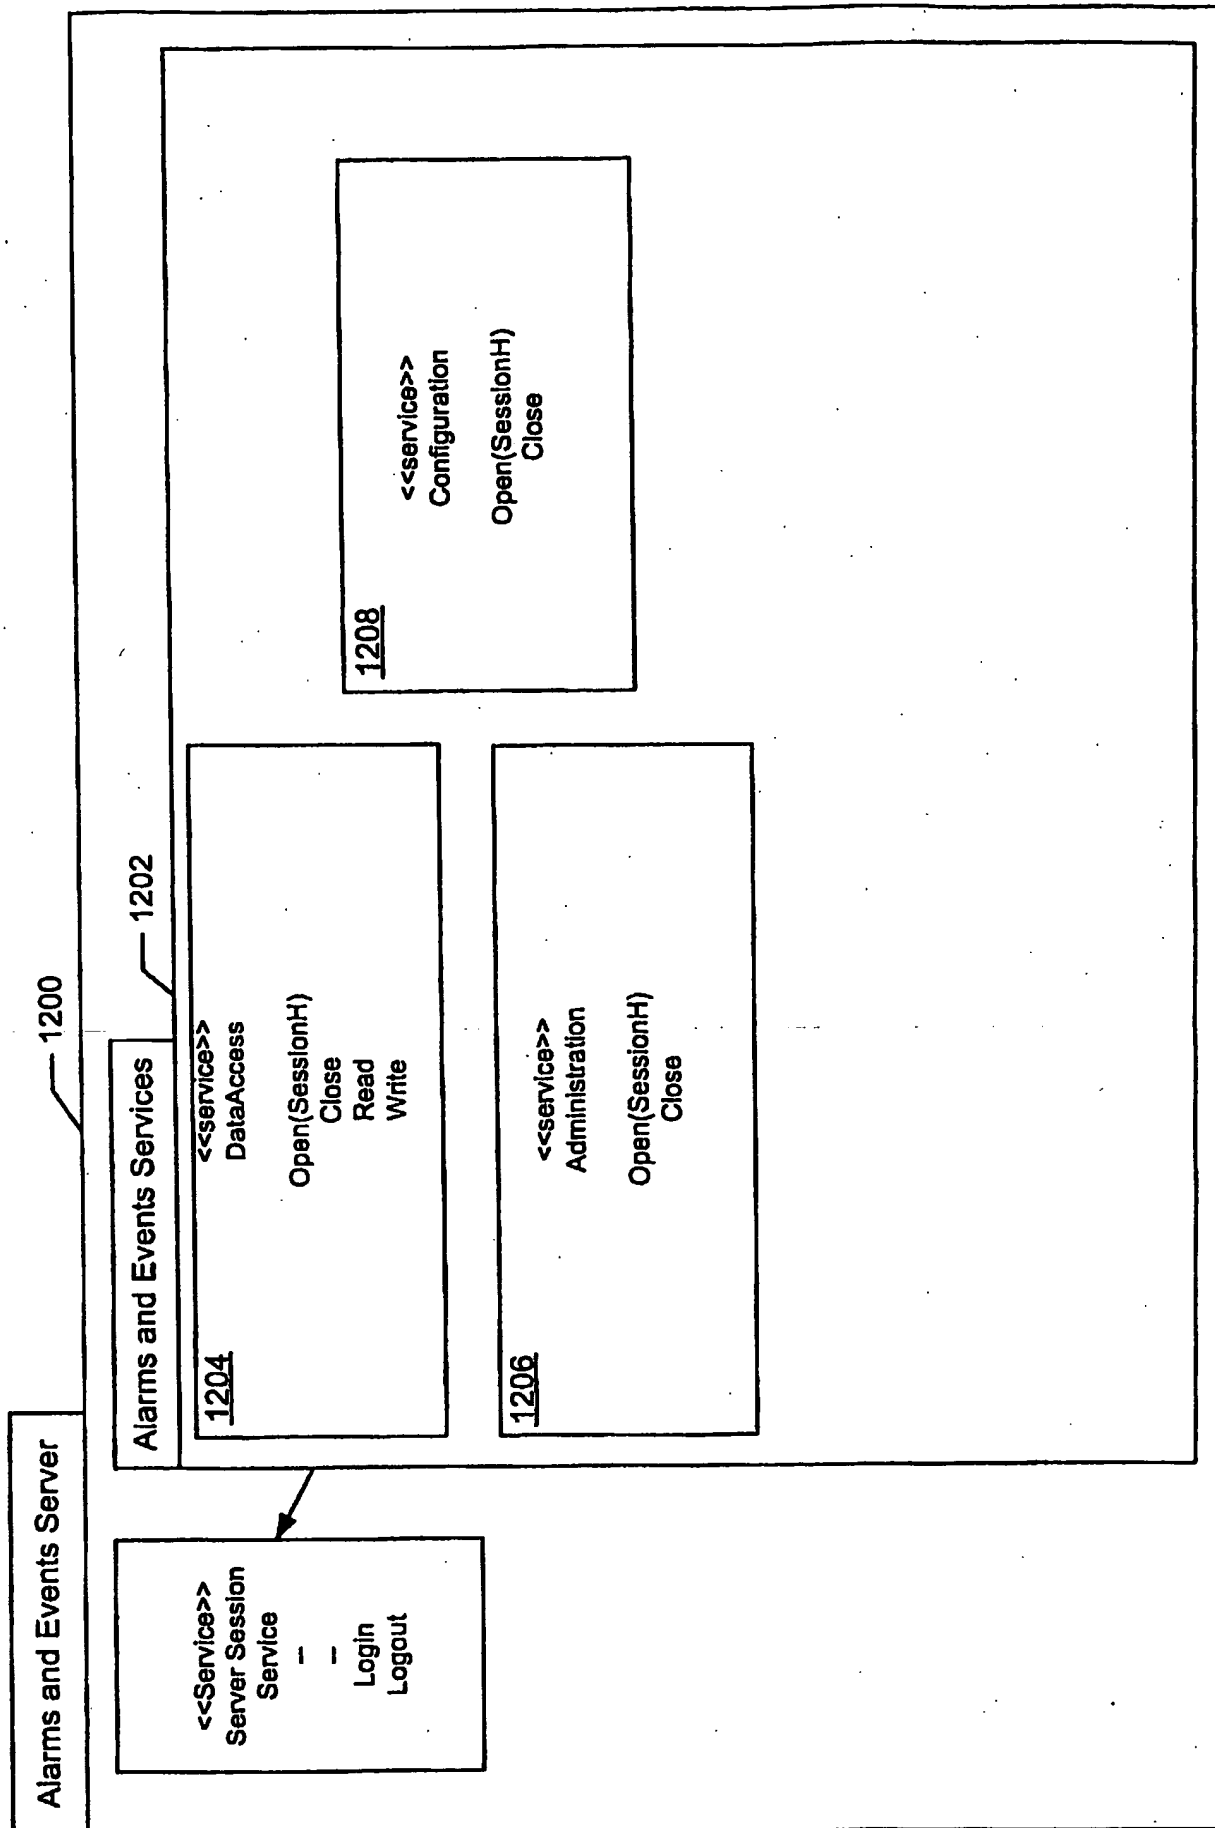 Alarms and Events Server
1200
Alarms and Events Services
1202
<<Service>>
Server Session
Service
--
--
Login
Logout
1204
<<service>>
DataAccess
Open(SessionH)
Close
Read
Write
1206
<<service>>
Administration
Open(SessionH)
Close
1208
<<service>>
Configuration
Open(SessionH)
Close